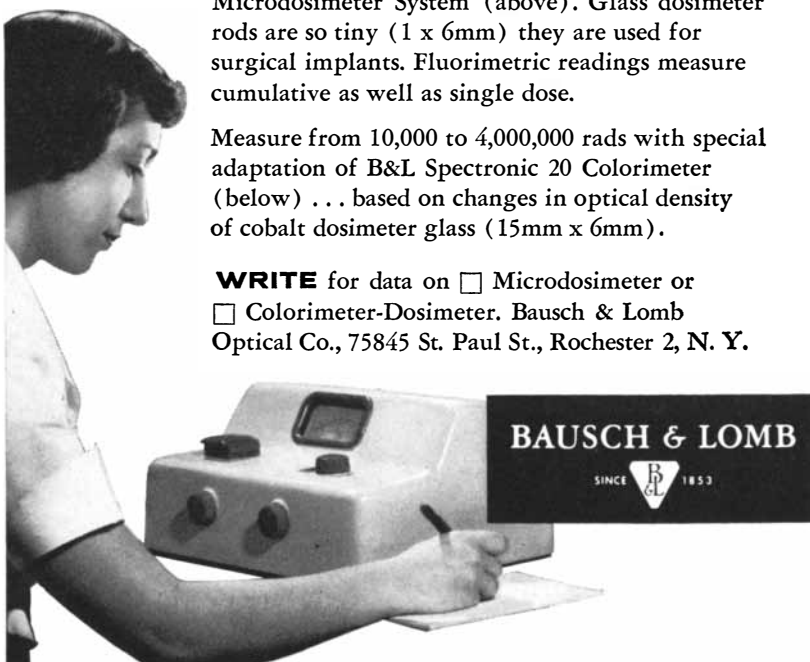 Microdosimeter System (above). Glass dosimeter
rods are so tiny (1 x 6mm) they are used for
surgical implants. Fluorimetric readings measure
cumulative as well as single dose.
Measure from 10,000 to 4,000,000 rads with special
adaptation of B&L Spectronic 20 Colorimeter
(below) . . . based on changes in optical density
of cobalt dosimeter glass (15mm x 6mm).
WRITE for data on □ Microdosimeter or
□ Colorimeter-Dosimeter. Bausch & Lomb
Optical Co., 75845 St. Paul St., Rochester 2, N. Y.
BAUSCH & LOMB
SINCE B&L 1853